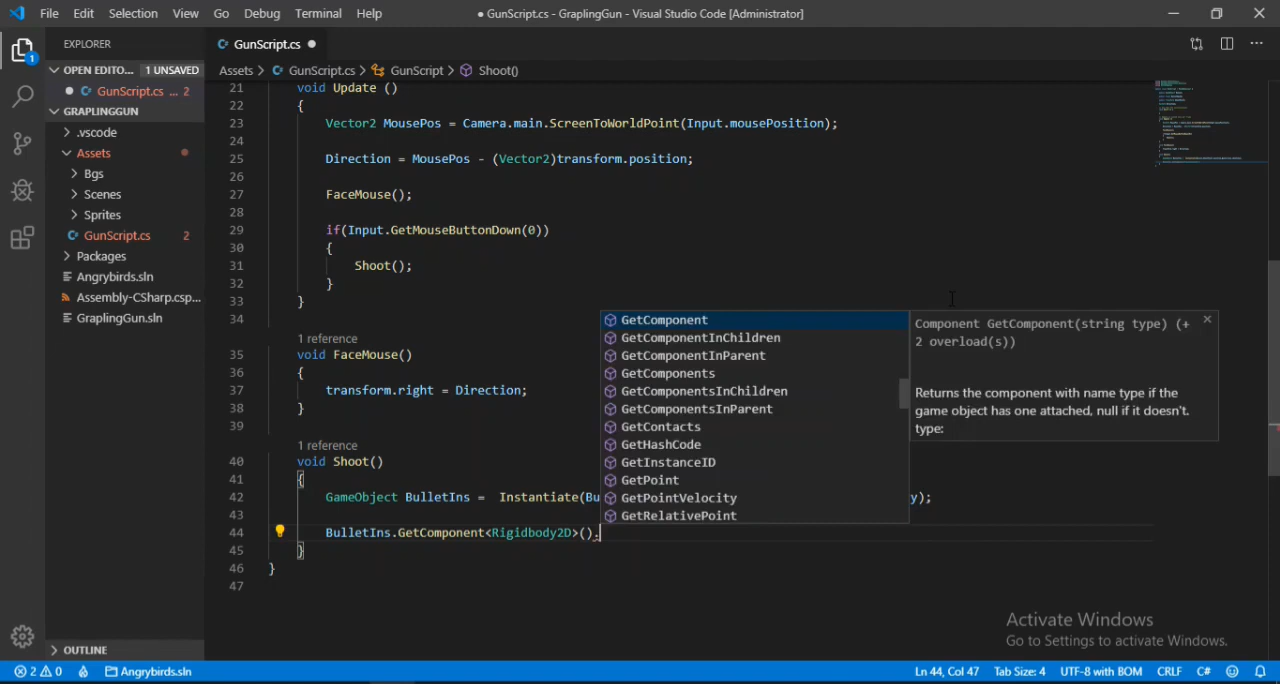 File Edit Selection View Go Debug Terminal Help ● GunScript.cs - GraplingGun - Visual Studio Code [Administrator]
EXPLORER
GunScript.cs
OPEN EDITO... 1 UNSAVED
GunScript.cs ... 2
GRAPLINGGUN
.vscode
Assets
Bgs
Scenes
Sprites
GunScript.cs 2
Packages
Angrybirds.sln
Assembly-CSharp.csp...
GraplingGun.sln
OUTLINE
Assets > GunScript.cs > GunScript > Shoot()
21 void Update ()
22 {
23 Vector2 MousePos = Camera.main.ScreenToWorldPoint(Input.mousePosition);
24
25 Direction = MousePos - (Vector2)transform.position;
26
27 FaceMouse();
28
29 if(Input.GetMouseButtonDown(0))
30 {
31 Shoot();
32 }
33 }
34
1 reference
35 void FaceMouse()
36 {
37 transform.right = Direction;
38 }
39
1 reference
40 void Shoot()
41 {
42 GameObject BulletIns = Instantiate(Bu y);
43
44 BulletIns.GetComponent<Rigidbody2D>().
45 }
46 }
47
GetComponent
GetComponentInChildren
GetComponentInParent
GetComponents
GetComponentsInChildren
GetComponentsInParent
GetContacts
GetHashCode
GetInstanceID
GetPoint
GetPointVelocity
GetRelativePoint
Component GetComponent(string type) (+
2 overload(s))
Returns the component with name type if the
game object has one attached, null if it doesn't.
type:
Activate Windows
Go to Settings to activate Windows.
2 0 Angrybirds.sln Ln 44, Col 47 Tab Size: 4 UTF-8 with BOM CRLF C#